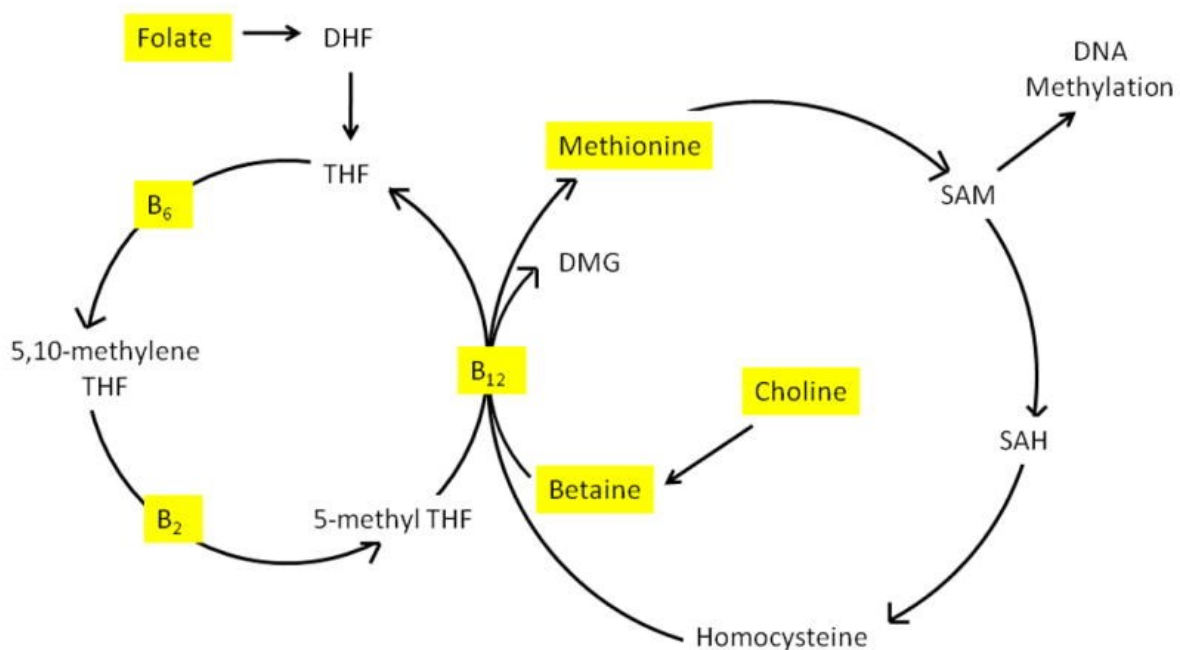 Folate
DHF
DNA
Methylation
Methionine
THF
SAM
B₆
DMG
5,10-methylene
THF
B₁₂
Choline
SAH
Betaine
B₂
5-methyl THF
Homocysteine